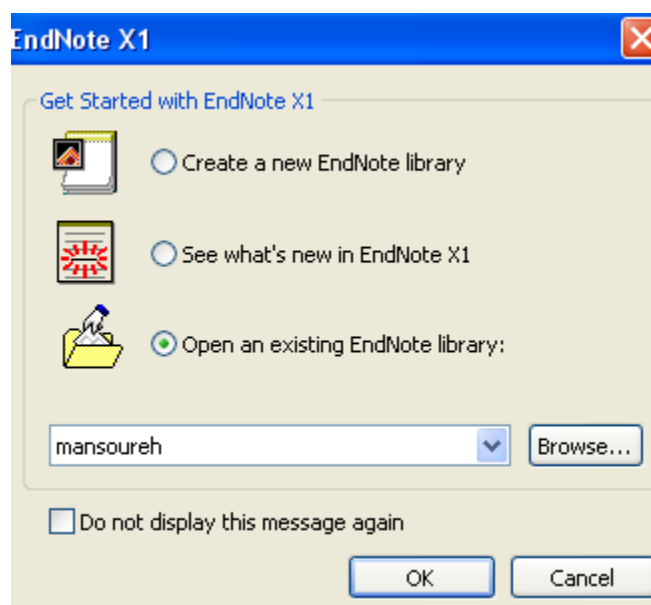 EndNote X1
Get Started with EndNote X1
Create a new EndNote library
See what's new in EndNote X1
Open an existing EndNote library:
mansoureh
Browse...
Do not display this message again
OK
Cancel